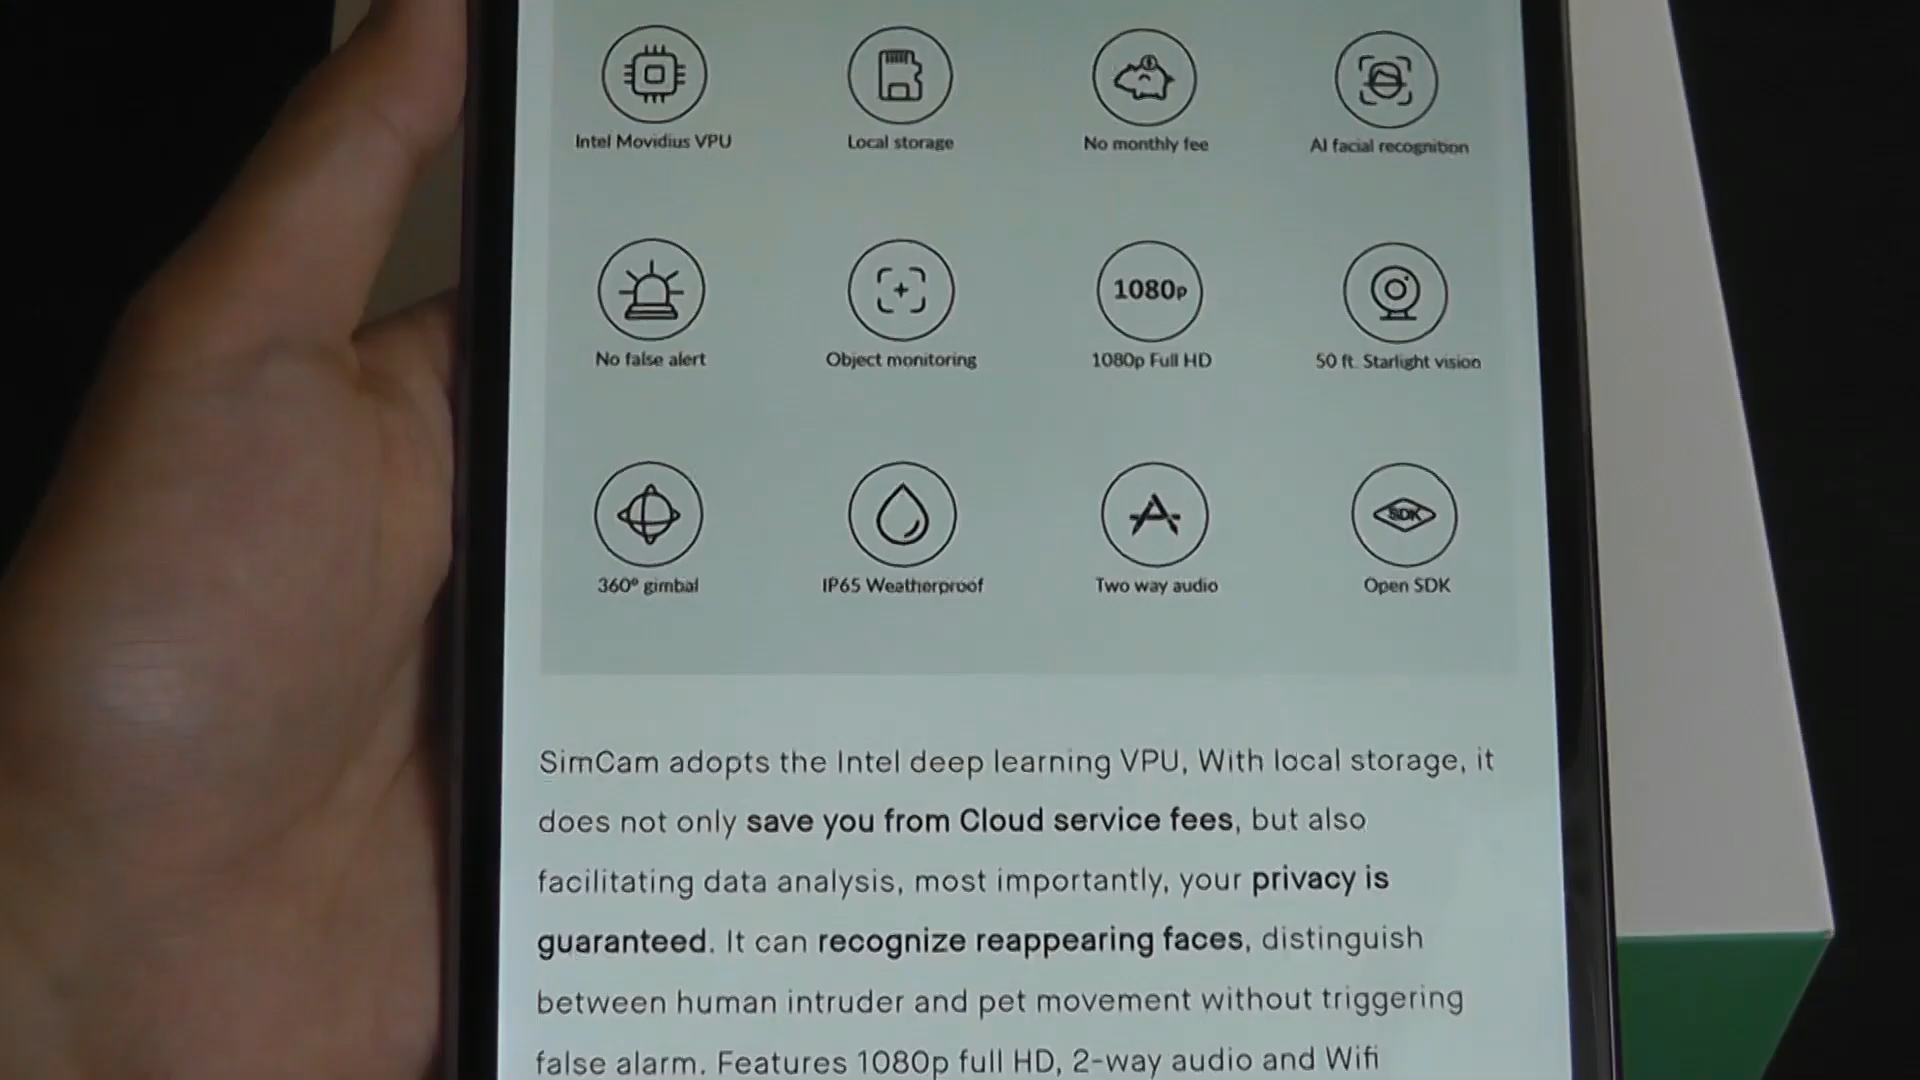 Intel Movidius VPU
Local storage
No monthly fee
AI facial recognition
1080p
No false alert
Object monitoring
1080p Full HD
50 ft. Starlight vision
SDK
360° gimbal
IP65 Weatherproof
Two way audio
Open SDK
SimCam adopts the Intel deep learning VPU, With local storage, it
does not only save you from Cloud service fees, but also
facilitating data analysis, most importantly, your privacy is
guaranteed. It can recognize reappearing faces, distinguish
between human intruder and pet movement without triggering
false alarm. Features 1080p full HD, 2-way audio and Wifi